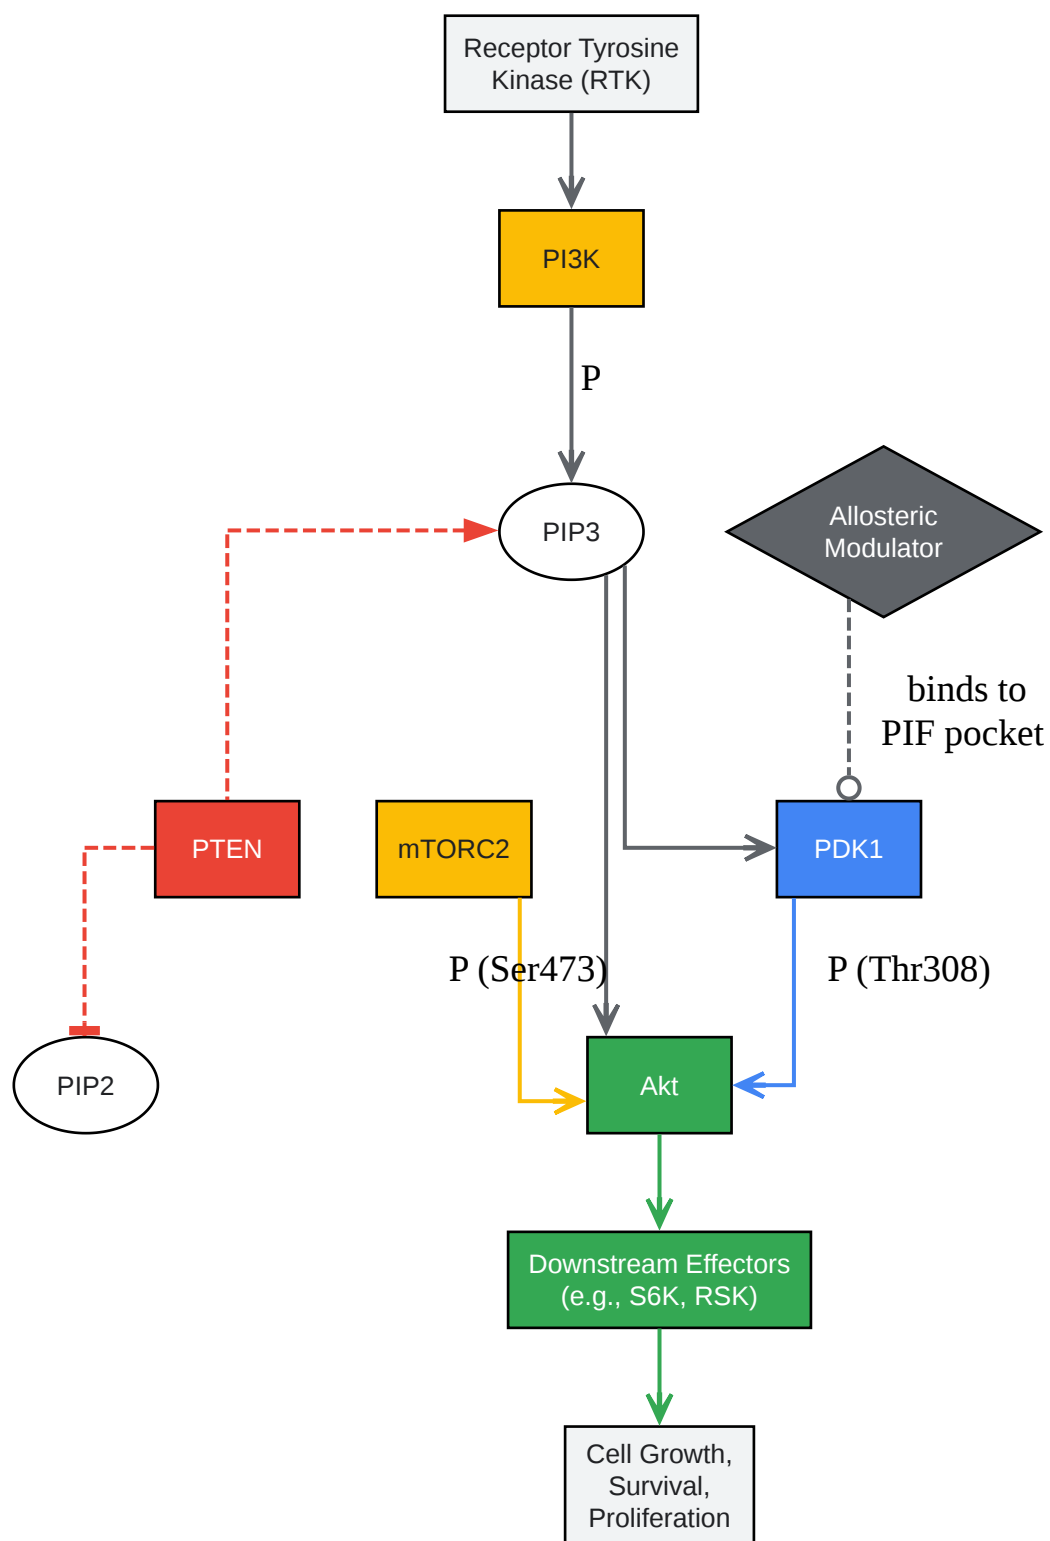 Receptor Tyrosine
Kinase (RTK)
PI3K
P
PIP3
Allosteric
Modulator
binds to
PIF pocket
PTEN
mTORC2
PDK1
P (Ser473)
P (Thr308)
PIP2
Akt
Downstream Effectors
(e.g., S6K, RSK)
Cell Growth,
Survival,
Proliferation